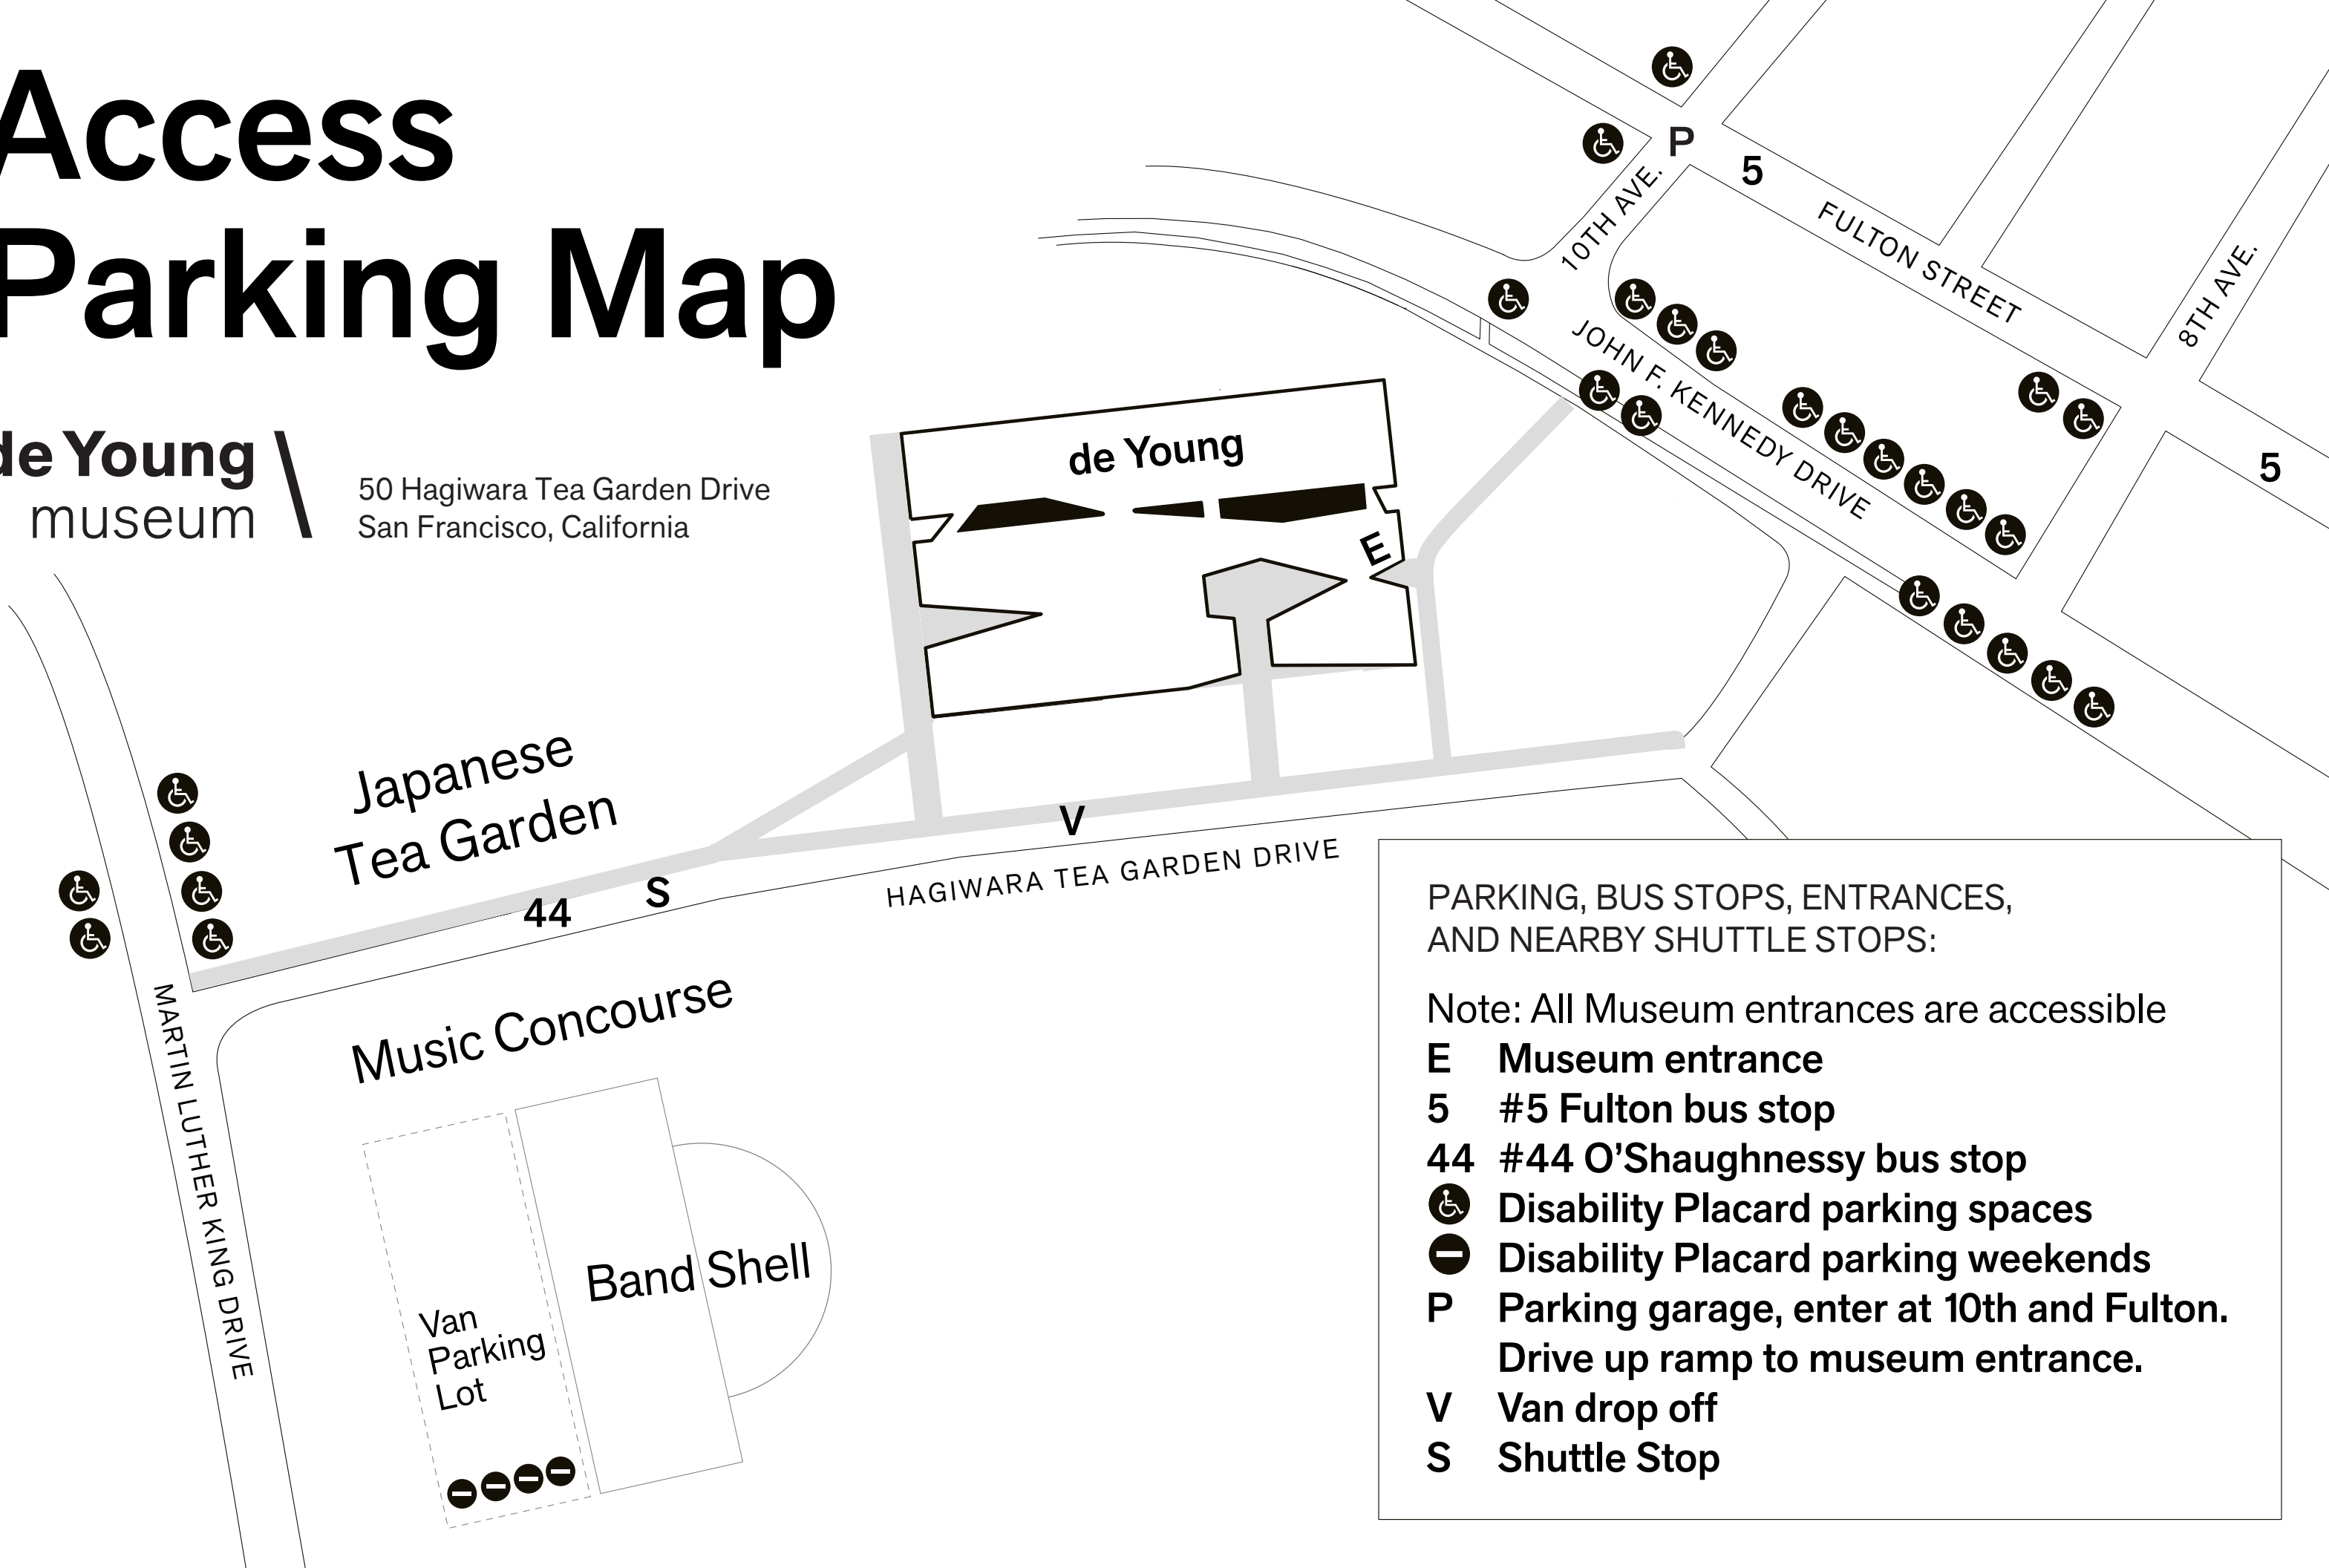 Access
Parking Map
de Young
museum
50 Hagiwara Tea Garden Drive
San Francisco, California
P
5
10TH AVE.
FULTON STREET
8TH AVE.
JOHN F. KENNEDY DRIVE
5
de Young
E
Japanese
Tea Garden
V
S
44
HAGIWARA TEA GARDEN DRIVE
MARTIN LUTHER KING DRIVE
Music Concourse
Band Shell
Van
Parking
Lot
PARKING, BUS STOPS, ENTRANCES,
AND NEARBY SHUTTLE STOPS:
Note: All Museum entrances are accessible
E Museum entrance
5 #5 Fulton bus stop
44 #44 O’Shaughnessy bus stop
Disability Placard parking spaces
Disability Placard parking weekends
P Parking garage, enter at 10th and Fulton.
Drive up ramp to museum entrance.
V Van drop off
S Shuttle Stop